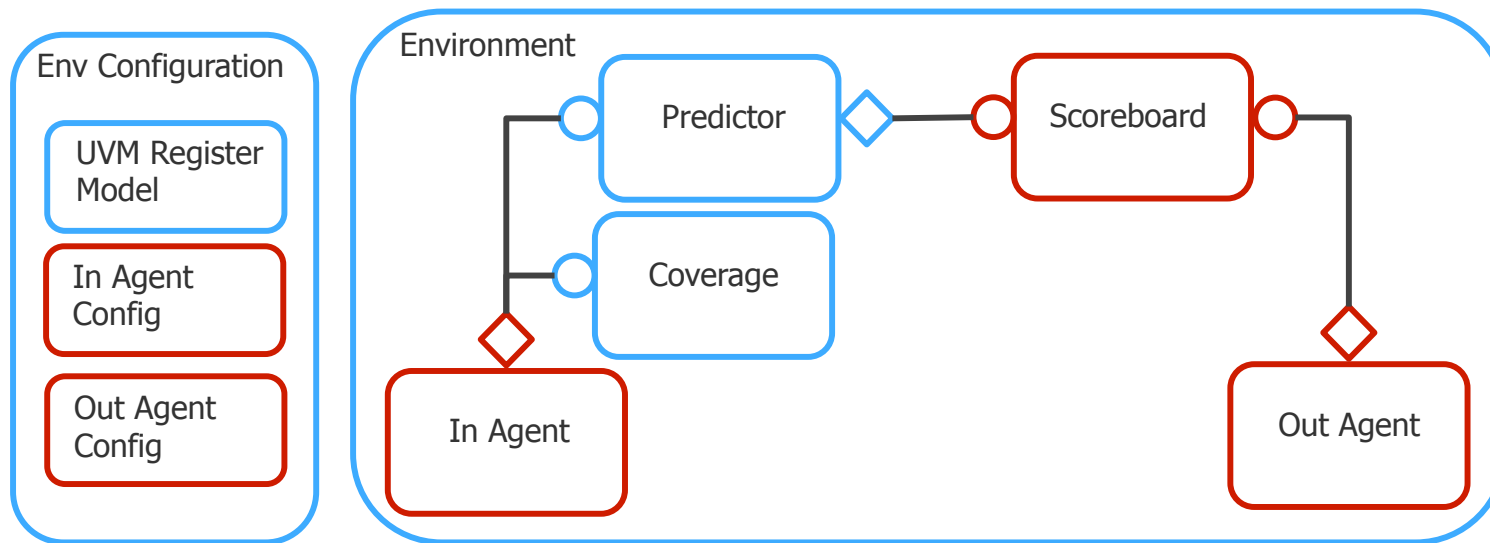 Env Configuration
UVM Register
Model
In Agent
Config
Out Agent
Config
Environment
Predictor
Scoreboard
Coverage
In Agent
Out Agent